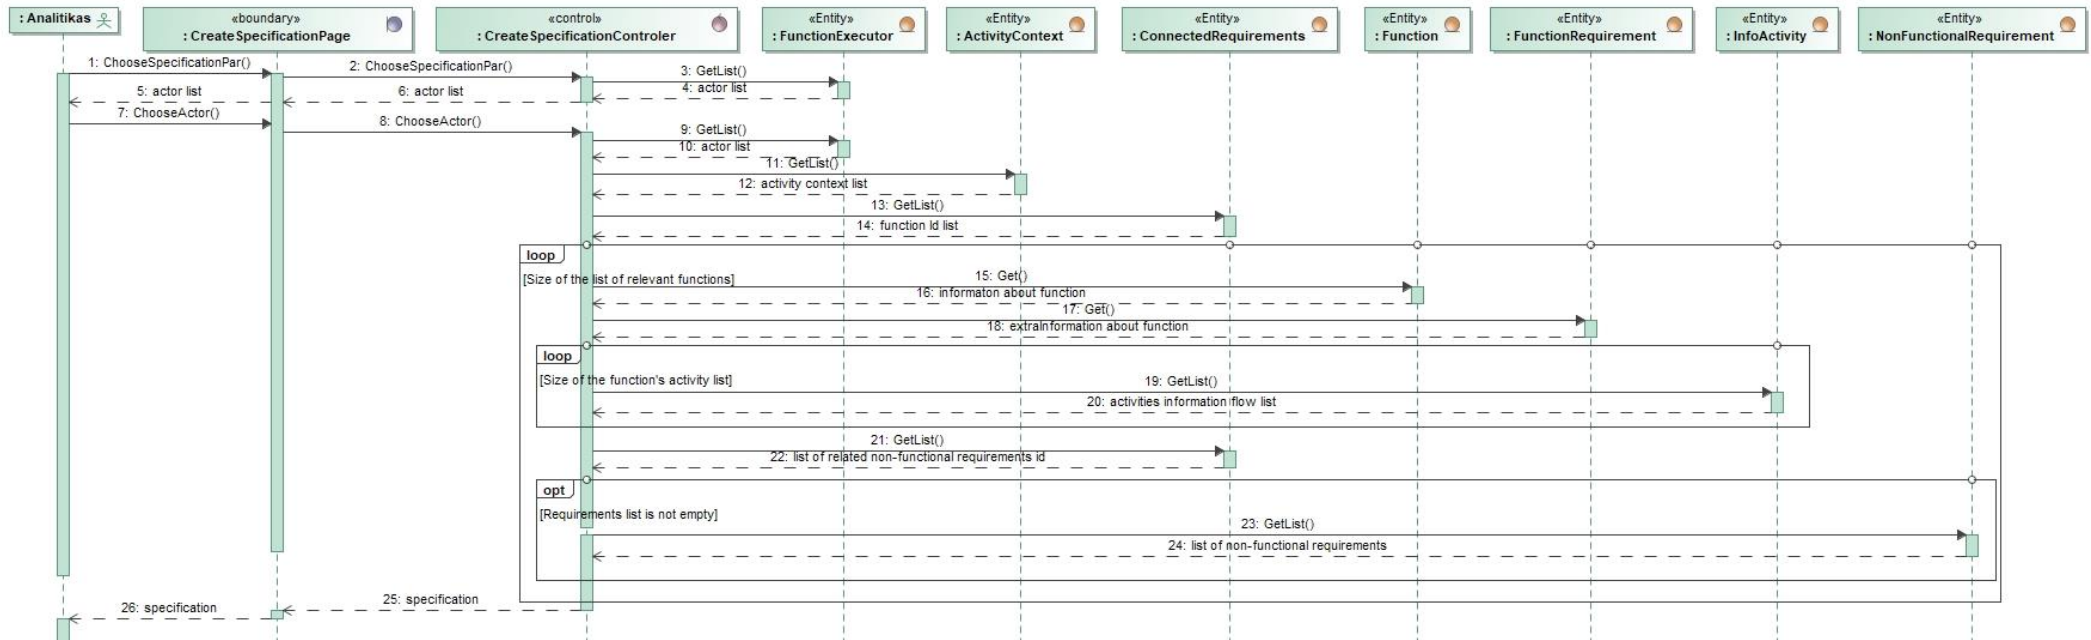 : Analitikas
«boundary»
: CreateSpecificationPage
«control»
: CreateSpecificationControler
«Entity»
: FunctionExecutor
«Entity»
: ActivityContext
«Entity»
: ConnectedRequirements
«Entity»
: Function
«Entity»
: FunctionRequirement
«Entity»
: InfoActivity
«Entity»
: NonFunctionalRequirement
1: ChooseSpecificationPar()
2: ChooseSpecificationPar()
3: GetList()
4: actor list
5: actor list
6: actor list
7: ChooseActor()
8: ChooseActor()
9: GetList()
10: actor list
11: GetList()
12: activity context list
13: GetList()
14: function Id list
loop
[Size of the list of relevant functions]
15: Get()
16: informaton about function
17: Get()
18: extraInformation about function
loop
[Size of the function's activity list]
19: GetList()
20: activities information flow list
21: GetList()
22: list of related non-functional requirements id
opt
[Requirements list is not empty]
23: GetList()
24: list of non-functional requirements
25: specification
26: specification